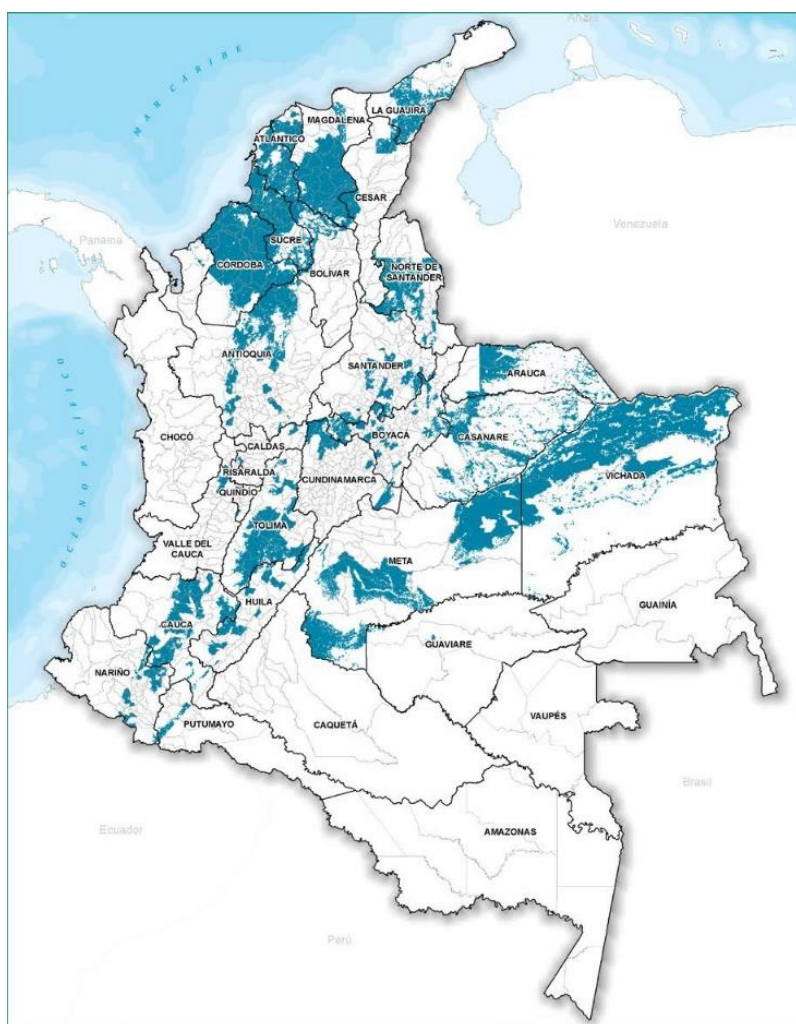 Aruba
MAR CARIBE
LA GUAJIRA
MAGDALENA
ATLÁNTICO
CESAR
Venezuela
Panamá
SUCRE
CÓRDOBA
BOLÍVAR
NORTE DE
SANTANDER
ANTIOQUIA
SANTANDER
ARAUCA
OCÉANO PACÍFICO
CHOCÓ
CALDAS
BOYACÁ
CASANARE
RISARALDA
CUNDINAMARCA
VICHADA
QUINDÍO
TOLIMA
VALLE DEL
CAUCA
META
HUILA
GUAINÍA
CAUCA
GUAVIARE
NARIÑO
PUTUMAYO
CAQUETÁ
VAUPÉS
Brasil
Ecuador
AMAZONAS
Perú